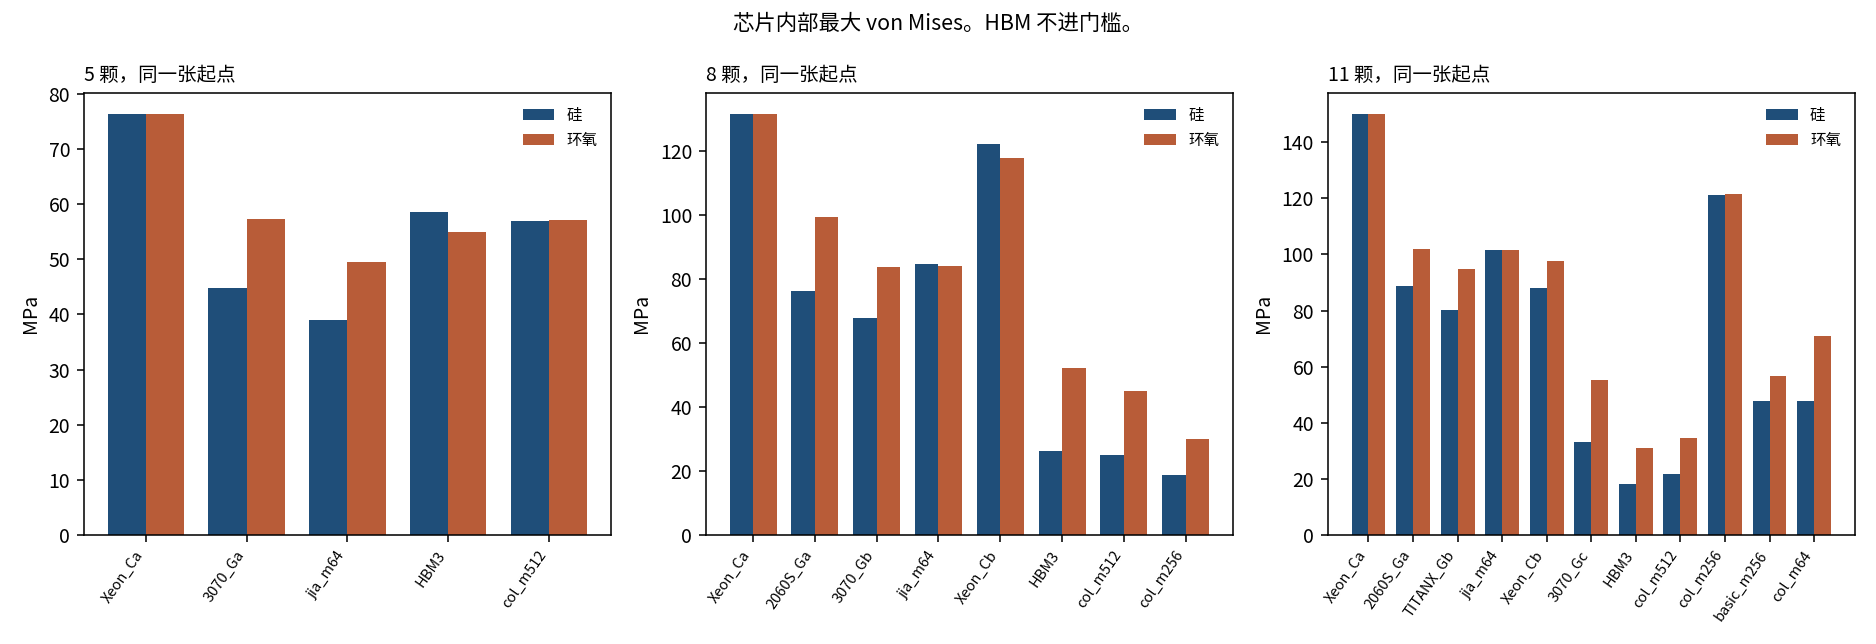 芯片内部最大 von Mises。HBM 不进门槛。
5 颗，同一张起点
MPa
80
70
60
50
40
30
20
10
0
硅
环氧
Xeon_Ca
3070_Ga
jia_m64
HBM3
col_m512
8 颗，同一张起点
MPa
120
100
80
60
40
20
0
硅
环氧
Xeon_Ca
2060S_Ga
3070_Gb
jia_m64
Xeon_Cb
HBM3
col_m512
col_m256
11 颗，同一张起点
MPa
140
120
100
80
60
40
20
0
硅
环氧
Xeon_Ca
2060S_Ga
TITANX_Gb
jia_m64
Xeon_Cb
3070_Gc
HBM3
col_m512
col_m256
basic_m256
col_m64